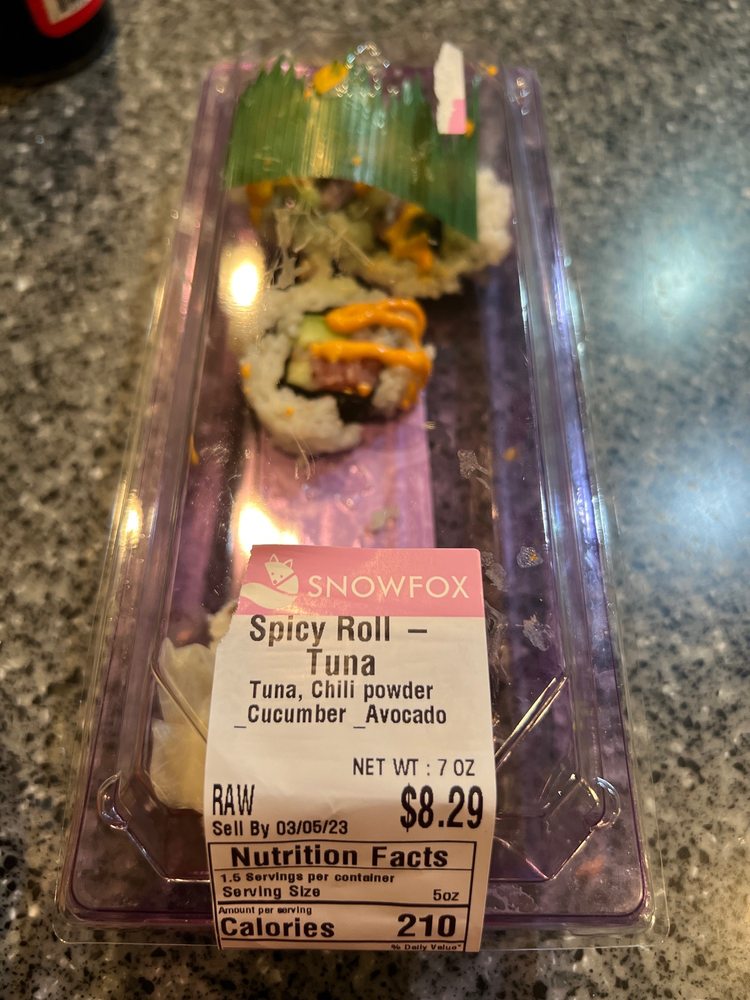 SNOWFOX
Spicy Roll –
Tuna
Tuna, Chili powder
_Cucumber _Avocado
NET WT : 7 OZ
RAW $8.29
Sell By 03/05/23
Nutrition Facts
1.5 Servings per container
Serving Size 5oz
Amount per serving
Calories 210
% Daily Value*